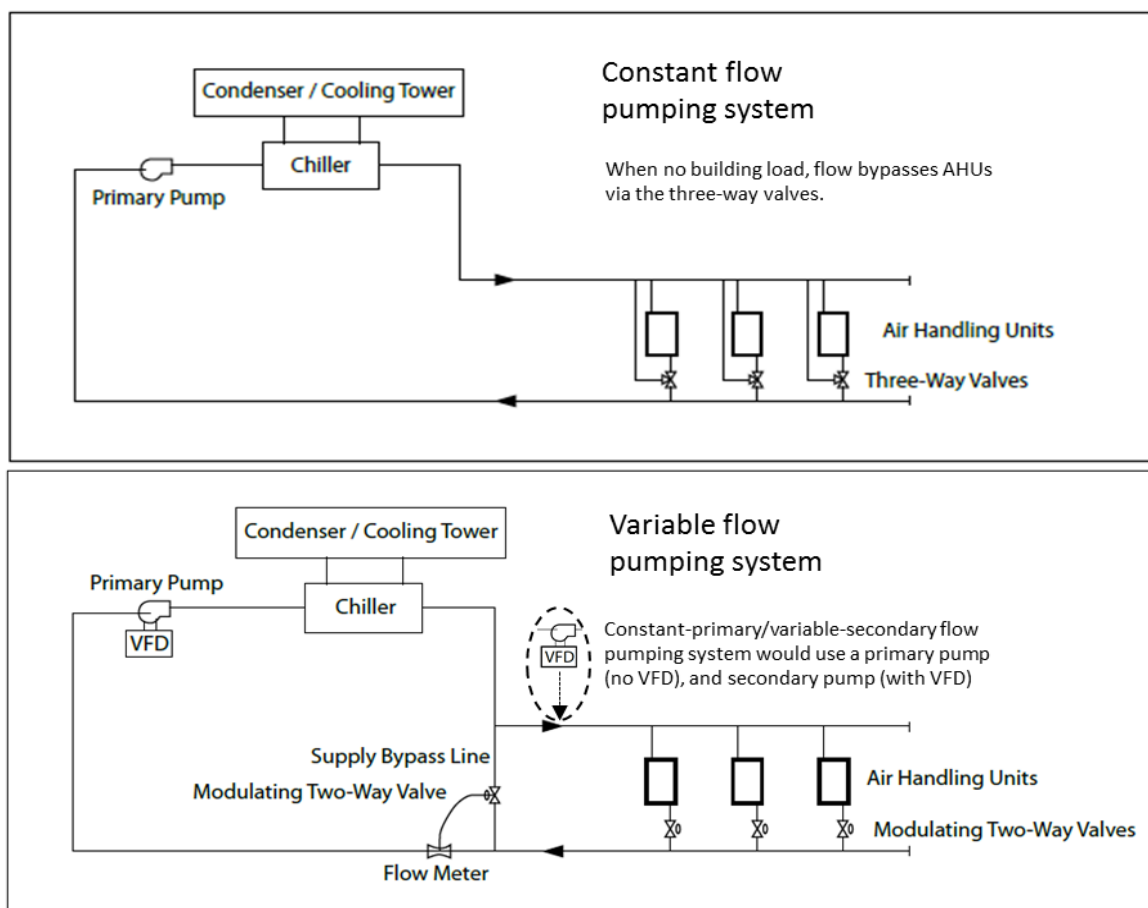 Condenser / Cooling Tower
Constant flow
pumping system
Chiller
When no building load, flow bypasses AHUs
via the three-way valves.
Primary Pump
Air Handling Units
Three-Way Valves
Condenser / Cooling Tower
Variable flow
pumping system
Primary Pump
Chiller
VFD
VFD
Constant-primary/variable-secondary flow
pumping system would use a primary pump
(no VFD), and secondary pump (with VFD)
Supply Bypass Line
Modulating Two-Way Valve
Air Handling Units
Modulating Two-Way Valves
Flow Meter